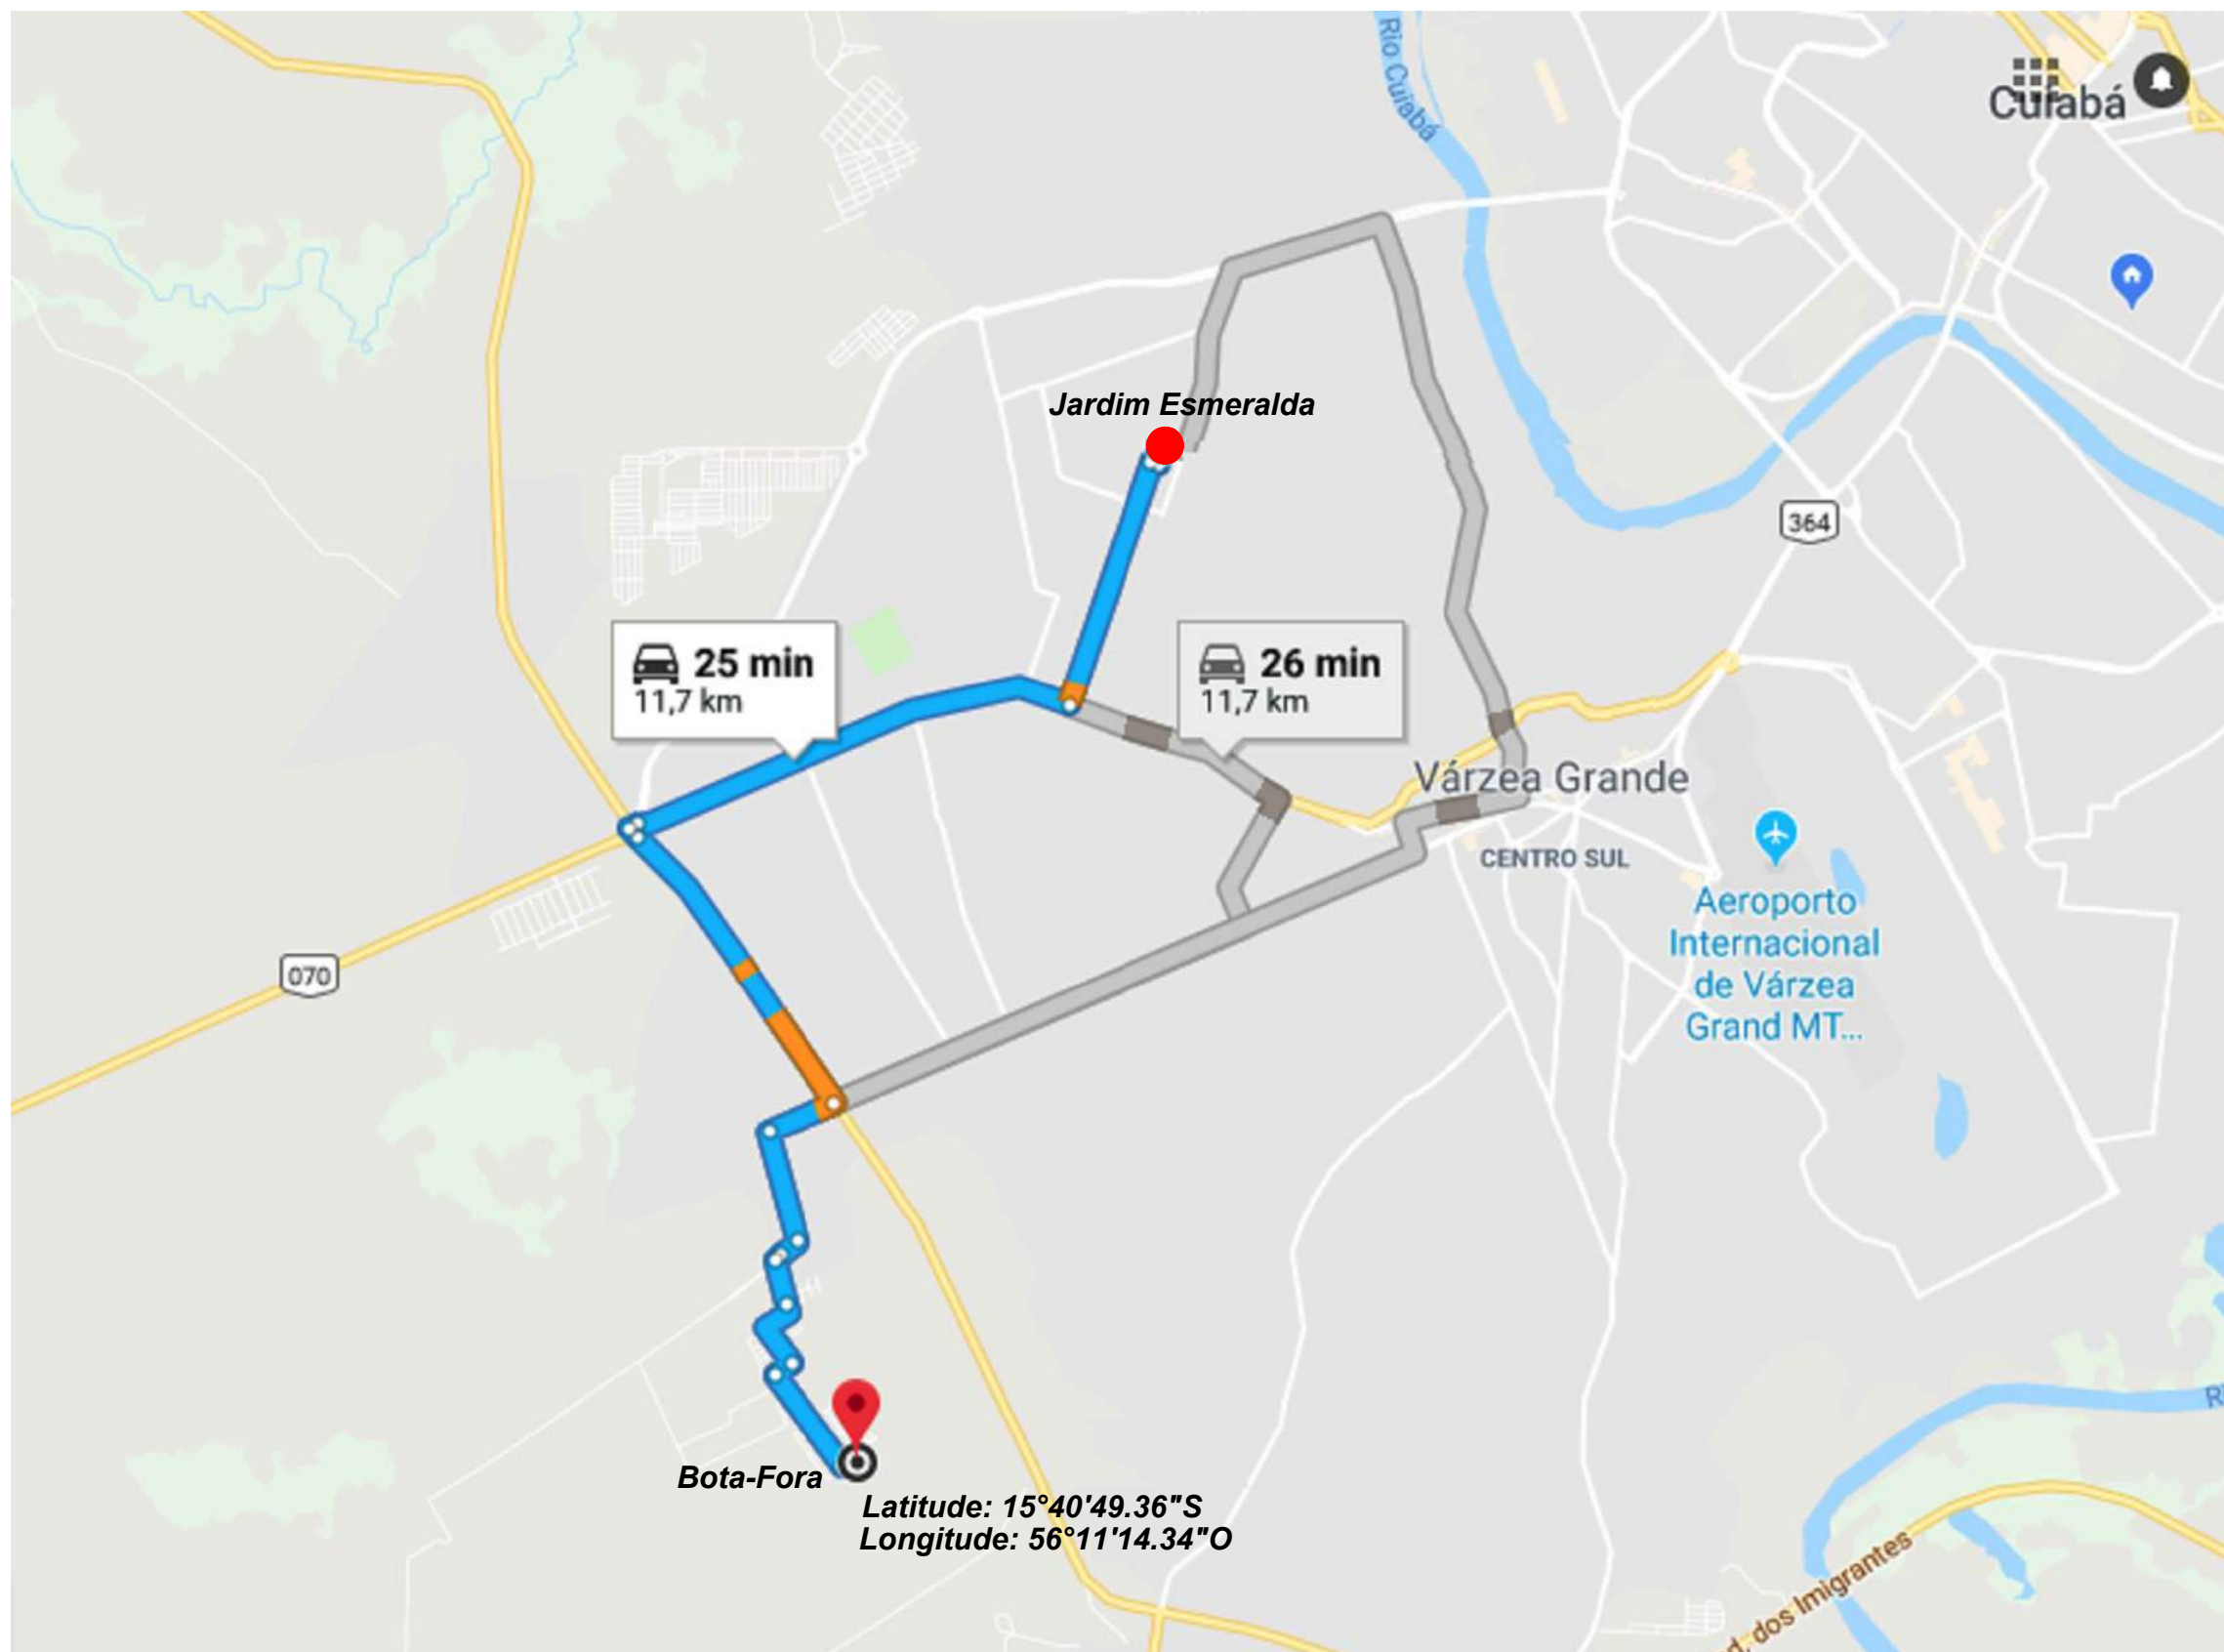 Rio Cuiabá
Cuiabá
Jardim Esmeralda
364
25 min
11,7 km
26 min
11,7 km
Várzea Grande
CENTRO SUL
Aeroporto
Internacional
de Várzea
Grand MT...
070
Bota-Fora
Latitude: 15°40'49.36"S
Longitude: 56°11'14.34"O
d. dos Imigrantes